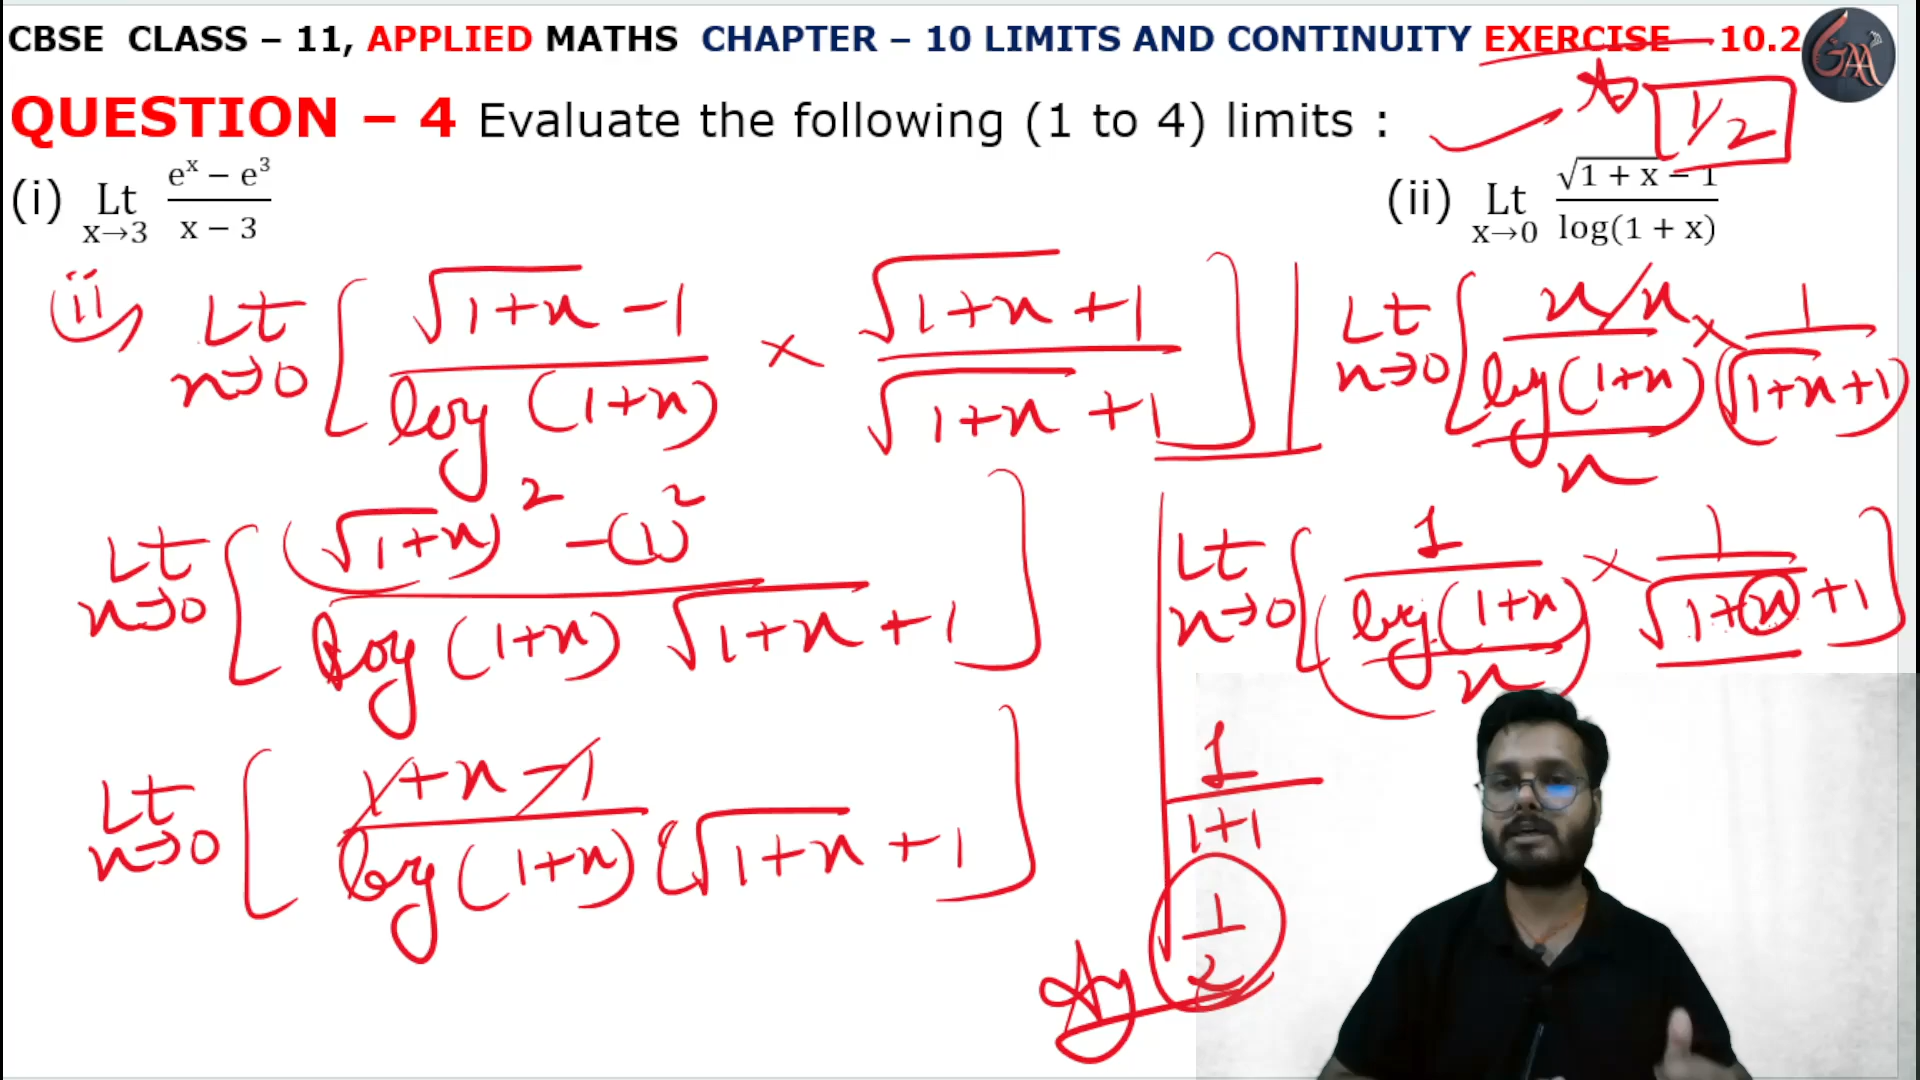 CBSE CLASS – 11, APPLIED MATHS CHAPTER – 10 LIMITS AND CONTINUITY EXERCISE – 10.2
GAA
QUESTION – 4 Evaluate the following (1 to 4) limits :
1/2
(i) Lt x→3 (eˣ − e³)/(x − 3)
(ii) Lt x→0 (√1 + x − 1)/(log(1 + x))
(ii) Lt x→0 [ (√1+x − 1)/(log (1+x)) × (√1+x + 1)/(√1+x + 1) ]
Lt x→0 [ ((√1+x)² − (1)²)/(log (1+x) √1+x + 1) ]
Lt x→0 [ (1+x − 1)/(log (1+x) (√1+x + 1) ]
Lt x→0 [ (x/x)/(log (1+x)/x) × 1/(√1+x + 1)
Lt x→0 [ 1/(log (1+x)/x) × 1/(√1+x + 1) ]
1/(1+1)
1/2